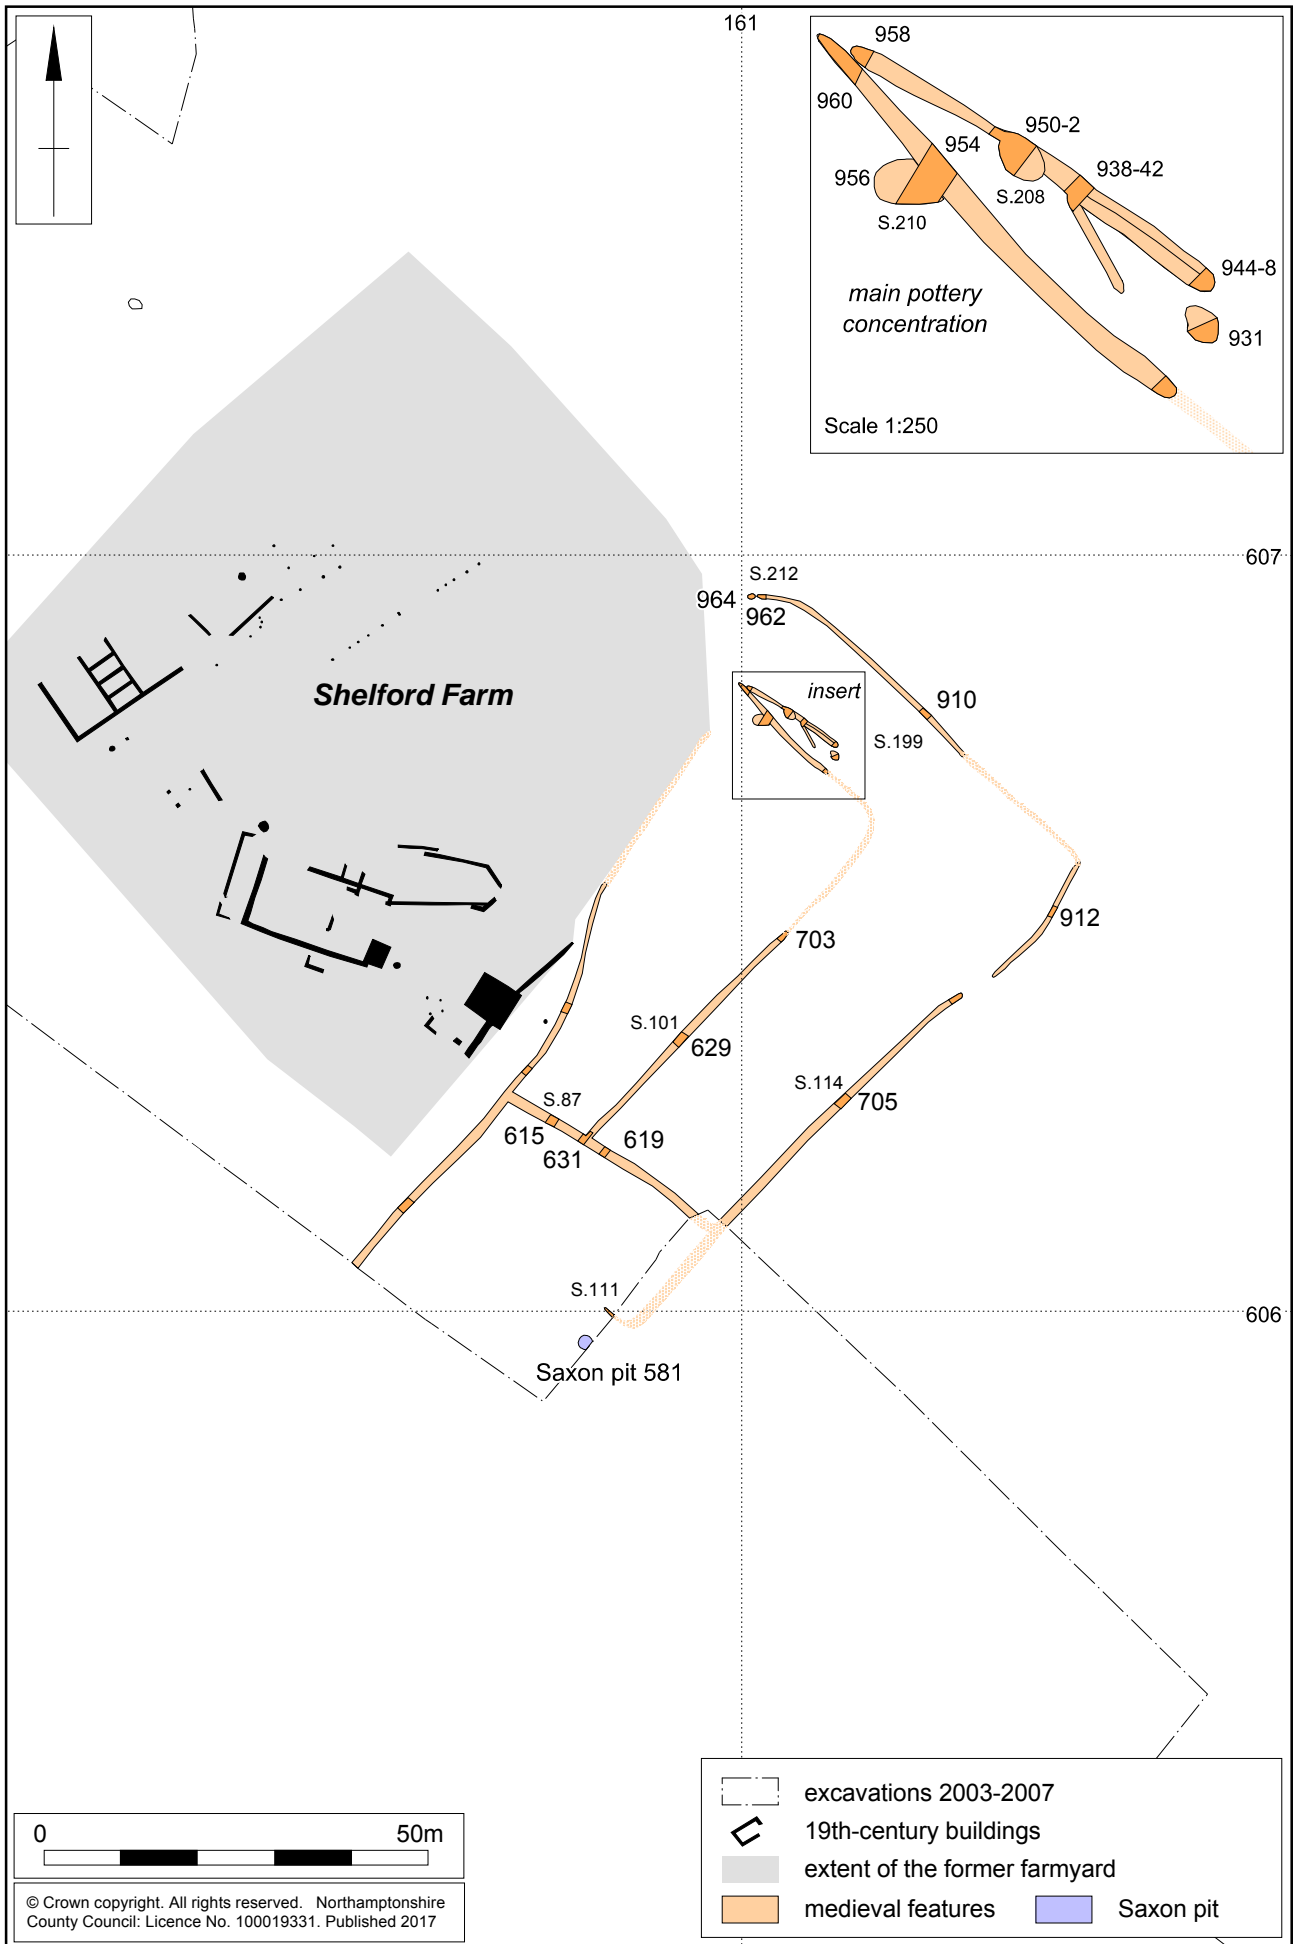 161
958
960
950-2
954
938-42
956
S.208
S.210
944-8
main pottery
concentration
931
Scale 1:250
607
S.212
964
962
Shelford Farm
insert
910
S.199
912
703
S.101
629
S.114
705
S.87
615
619
631
S.111
606
Saxon pit 581
excavations 2003-2007
19th-century buildings
extent of the former farmyard
medieval features
Saxon pit
0
50m
© Crown copyright. All rights reserved. Northamptonshire
County Council: Licence No. 100019331. Published 2017